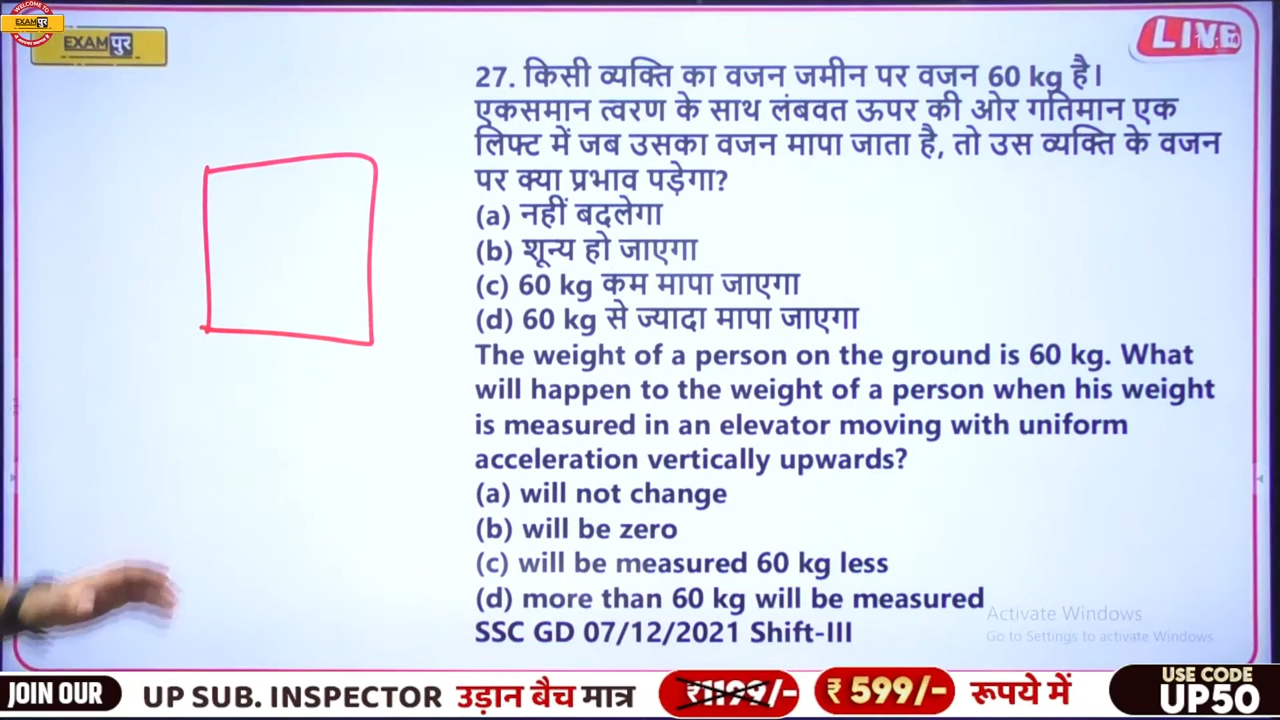 WELCOME TO
EXAMपुर
EXAMपुर
LIVE
27. किसी व्यक्ति का वजन जमीन पर वजन 60 kg है।
एकसमान त्वरण के साथ लंबवत ऊपर की ओर गतिमान एक
लिफ्ट में जब उसका वजन मापा जाता है, तो उस व्यक्ति के वजन
पर क्या प्रभाव पड़ेगा?
(a) नहीं बदलेगा
(b) शून्य हो जाएगा
(c) 60 kg कम मापा जाएगा
(d) 60 kg से ज्यादा मापा जाएगा
The weight of a person on the ground is 60 kg. What
will happen to the weight of a person when his weight
is measured in an elevator moving with uniform
acceleration vertically upwards?
(a) will not change
(b) will be zero
(c) will be measured 60 kg less
(d) more than 60 kg will be measured
SSC GD 07/12/2021 Shift-III
Activate Windows
Go to Settings to activate Windows.
JOIN OUR UP SUB. INSPECTOR उड़ान बैच मात्र ₹1199/- ₹ 599/- रूपये में USE CODE
UP50